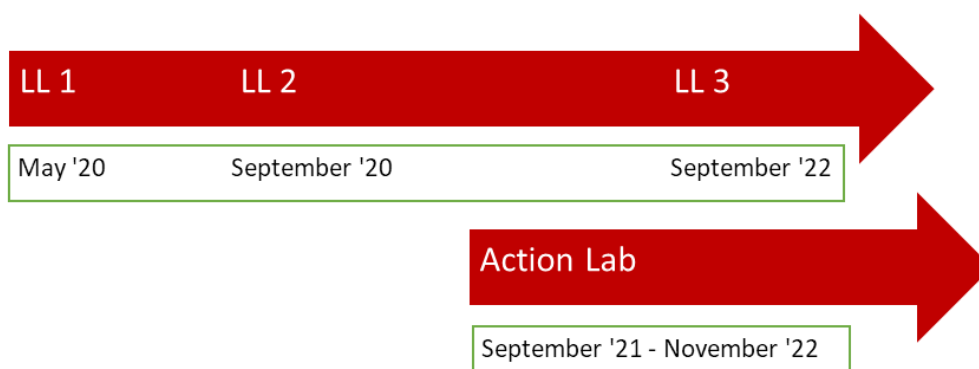 LL 1 LL 2 LL 3
May '20 September '20 September '22
Action Lab
September '21 - November '22